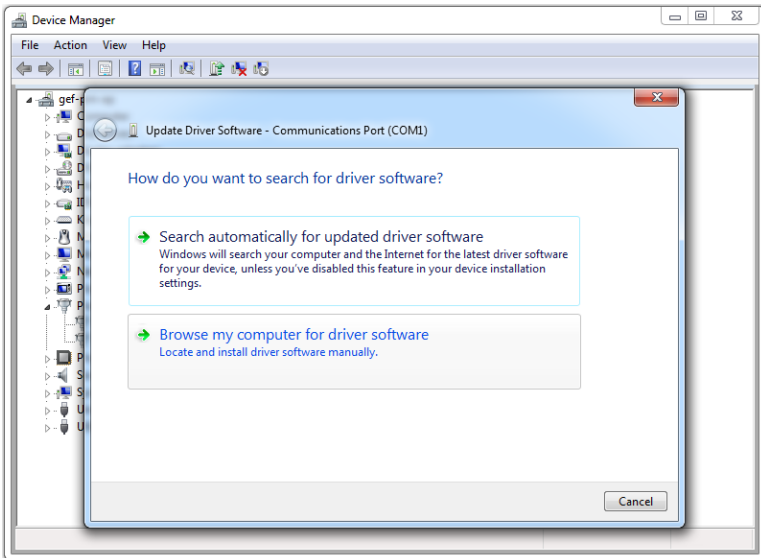 Device Manager
File Action View Help
Update Driver Software - Communications Port (COM1)
How do you want to search for driver software?
Search automatically for updated driver software
Windows will search your computer and the Internet for the latest driver software
for your device, unless you've disabled this feature in your device installation
settings.
Browse my computer for driver software
Locate and install driver software manually.
Cancel